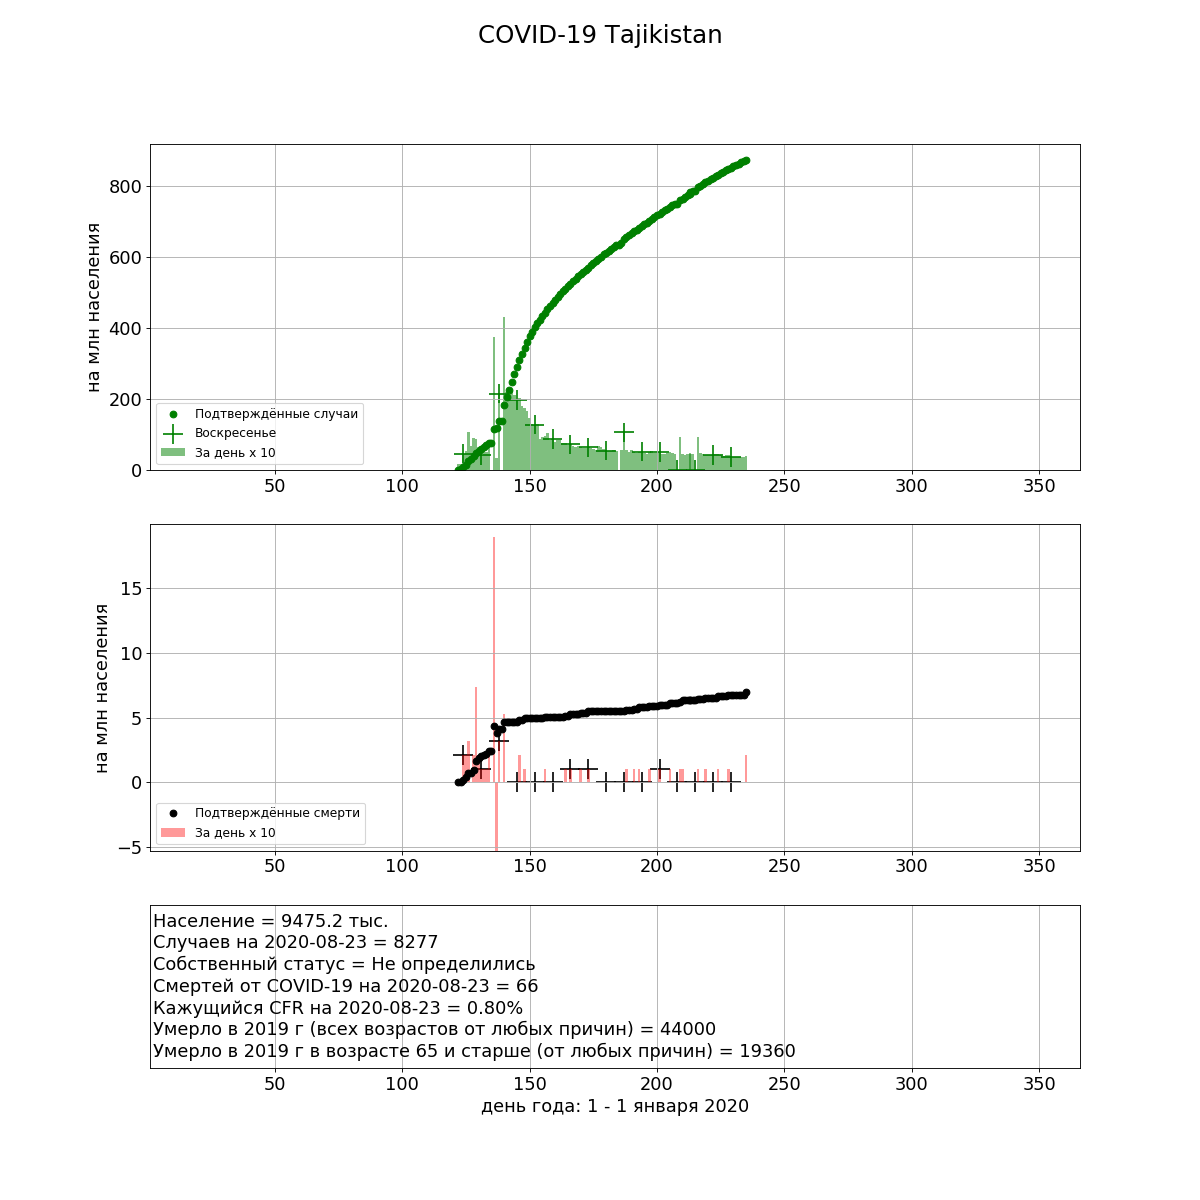 COVID-19 Tajikistan
800
600
400
200
0
на млн населения
Подтверждённые случаи
Воскресенье
За день x 10
50 100 150 200 250 300 350
15
10
5
0
−5
на млн населения
Подтверждённые смерти
За день x 10
50 100 150 200 250 300 350
Население = 9475.2 тыс.
Случаев на 2020-08-23 = 8277
Собственный статус = Не определились
Смертей от COVID-19 на 2020-08-23 = 66
Кажущийся CFR на 2020-08-23 = 0.80%
Умерло в 2019 г (всех возрастов от любых причин) = 44000
Умерло в 2019 г в возрасте 65 и старше (от любых причин) = 19360
50 100 150 200 250 300 350
день года: 1 - 1 января 2020